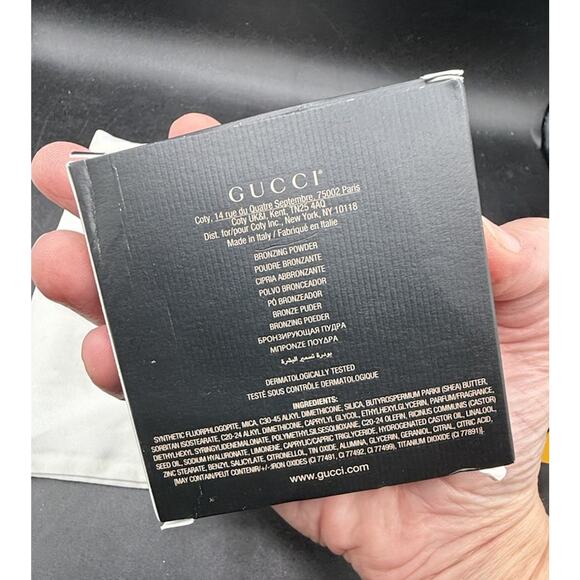 GUCCI
Coty, 14 rue du Quatre Septembre, 75002 Paris
Coty UK&I, Kent, TN25 4AQ
Dist. for/pour Coty Inc., New York, NY 10118
Made in Italy / Fabriqué en Italie
BRONZING POWDER
POUDRE BRONZANTE
CIPRIA ABBRONZANTE
POLVO BRONCEADOR
PÓ BRONZEADOR
BRONZE PUDER
BRONZING POEDER
БРОНЗИРУЮЩАЯ ПУДРА
ΜΠΡΟΝΖΕ ΠΟΥΔΡΑ
بودرة تسمير البشرة
DERMATOLOGICALLY TESTED
TESTÉ SOUS CONTRÔLE DERMATOLOGIQUE
INGREDIENTS:
SYNTHETIC FLUORPHLOGOPITE, MICA, C30-45 ALKYL DIMETHICONE, SILICA, BUTYROSPERMUM PARKII (SHEA) BUTTER,
SORBITAN ISOSTEARATE, C20-24 ALKYL DIMETHICONE, CAPRYLYL GLYCOL, ETHYLHEXYLGLYCERIN, PARFUM/FRAGRANCE,
DIETHYLHEXYL SYRINGYLIDENEMALONATE, POLYMETHYLSILSESQUIOXANE, C20-24 OLEFIN, RICINUS COMMUNIS (CASTOR)
SEED OIL, SODIUM HYALURONATE, LIMONENE, CAPRYLIC/CAPRIC TRIGLYCERIDE, HYDROGENATED CASTOR OIL, LINALOOL,
ZINC STEARATE, BENZYL SALICYLATE, CITRONELLOL, TIN OXIDE, ALUMINA, GLYCERIN, GERANIOL, CITRAL, CITRIC ACID,
[MAY CONTAIN/PEUT CONTENIR/+/-:IRON OXIDES (CI 77491, CI 77492, CI 77499), TITANIUM DIOXIDE (CI 77891)].
www.gucci.com